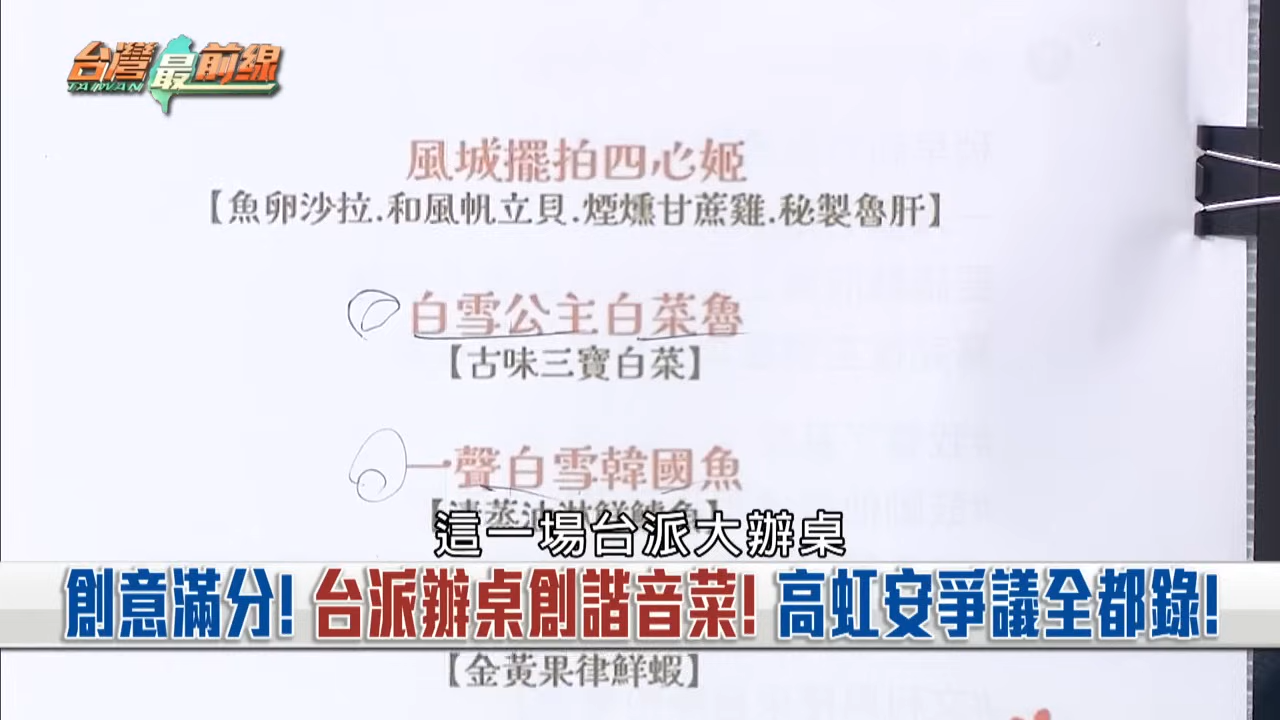 台灣最前線
TAIWAN
風城擺拍四心姬
【魚卵沙拉.和風帆立貝.煙燻甘蔗雞.秘製魯肝】
白雪公主白菜魯
【古味三寶白菜】
一聲白雪韓國魚
這一場台派大辦桌
創意滿分! 台派辦桌創諧音菜! 高虹安爭議全都錄!
【金黃果律鮮蝦】